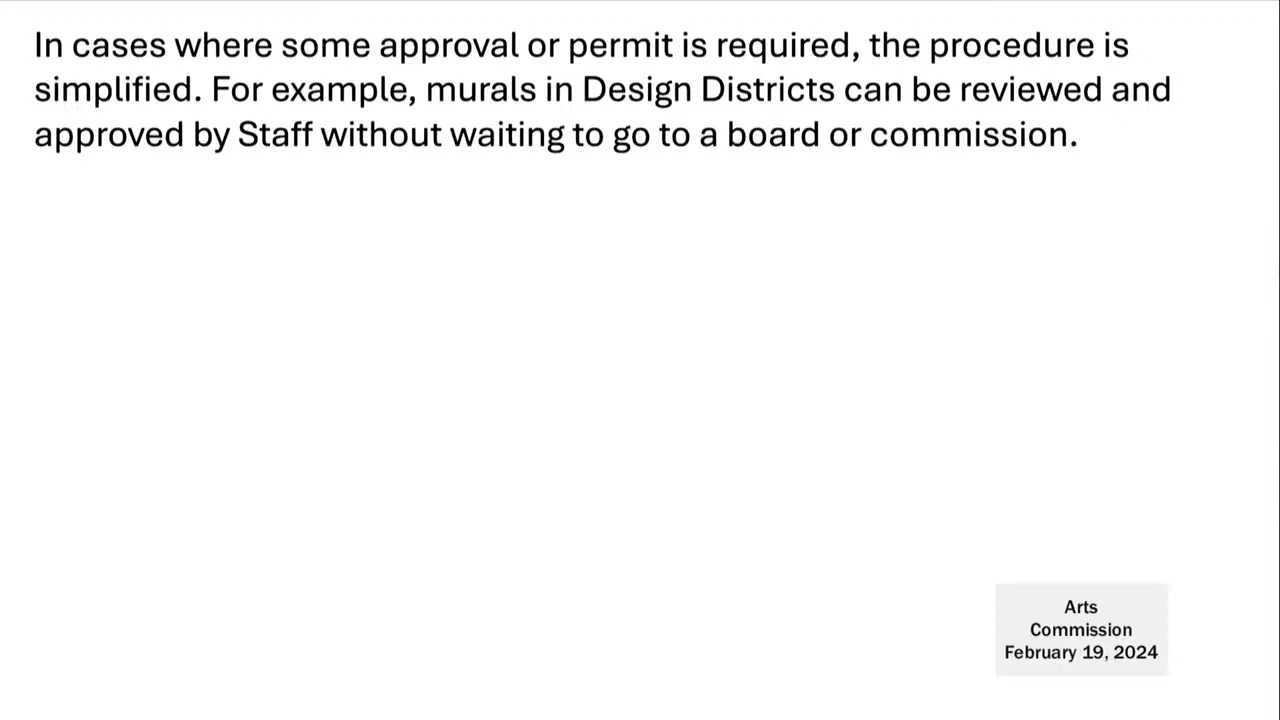 In cases where some approval or permit is required, the procedure is
simplified. For example, murals in Design Districts can be reviewed and
approved by Staff without waiting to go to a board or commission.
Arts
Commission
February 19, 2024